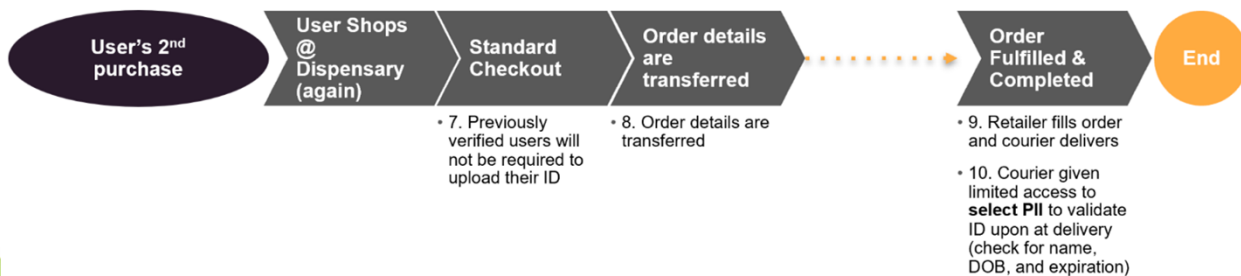 User's 2nd
purchase
User Shops
@
Dispensary
(again)
Standard
Checkout
Order details
are
transferred
Order
Fulfilled &
Completed
End
• 7. Previously
verified users will
not be required to
upload their ID
• 8. Order details are
transferred
• 9. Retailer fills order
and courier delivers
• 10. Courier given
limited access to
select PII to validate
ID upon at delivery
(check for name,
DOB, and expiration)